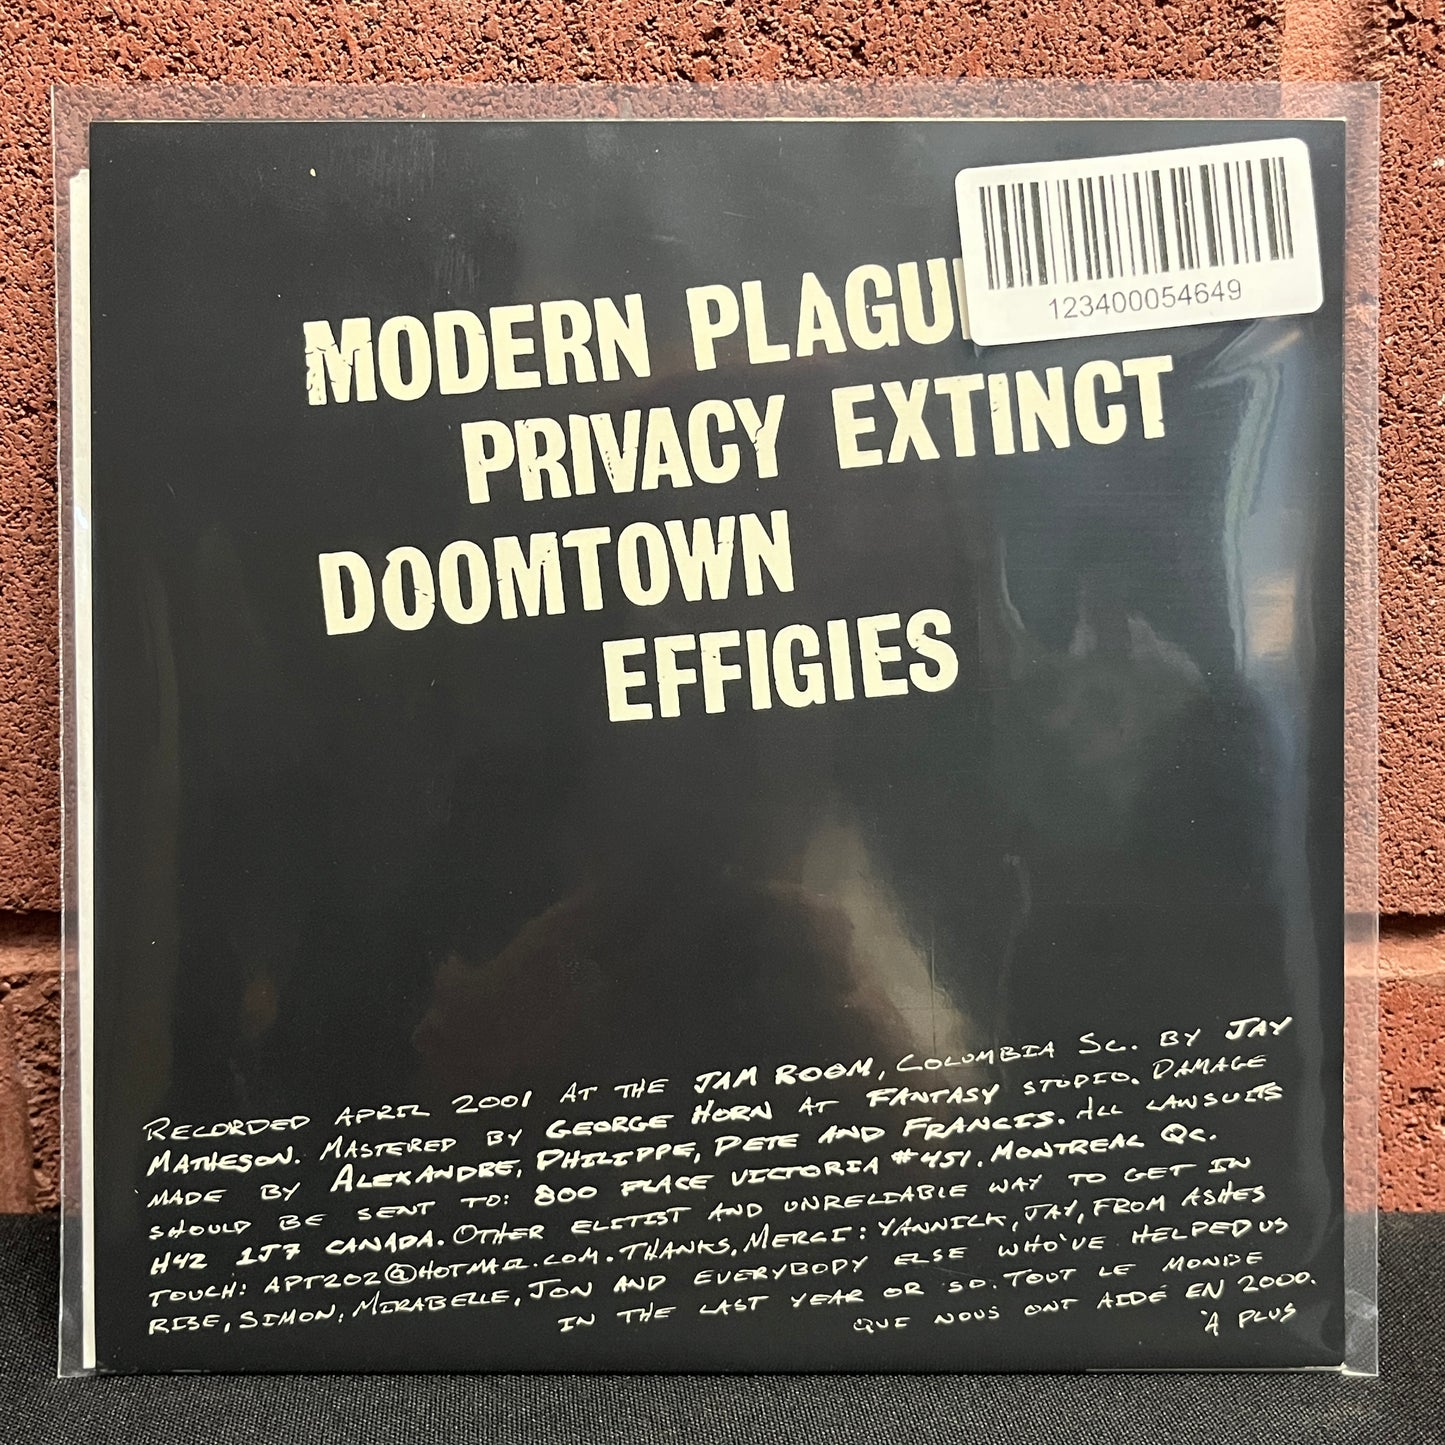 123400054649
MODERN PLAGU
PRIVACY EXTINCT
DOOMTOWN
EFFIGIES
RECORDED APRIL 2001 AT THE JAM ROOM, COLUMBIA SC. BY JAY
MATHESON. MASTERED BY GEORGE HORN AT FANTASY STUDIO. DAMAGE
MADE BY ALEXANDRE, PHILIPPE, PETE AND FRANCIS. ALL LAWSUITS
SHOULD BE SENT TO: 800 PLACE VICTORIA #451. MONTREAL QC.
H4Z 1J7 CANADA. OTHER ELITIST AND UNRELIABLE WAY TO GET IN
TOUCH: APT202@HOTMAIL.COM. THANKS, MERCI: YANNICK, JAY, FROM ASHES
RISE, SIMON, MIRABELLE, JON AND EVERYBODY ELSE WHO'VE HELPED US
IN THE LAST YEAR OR SO. TOUT LE MONDE
QUI NOUS ONT AIDÉ EN 2000.
À PLUS